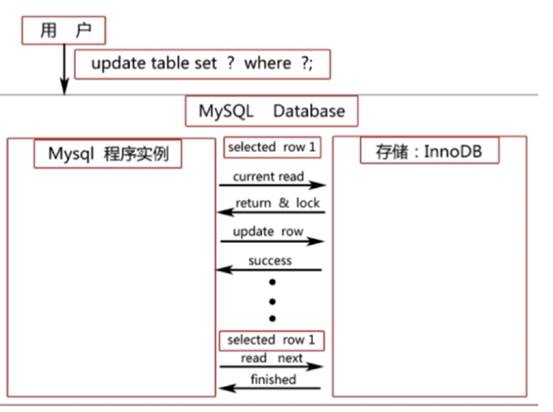 用 户
update table set ? where ?;
MySQL Database
Mysql 程序实例
selected row 1
存储：InnoDB
current read
return & lock
update row
success
selected row 1
read next
finished